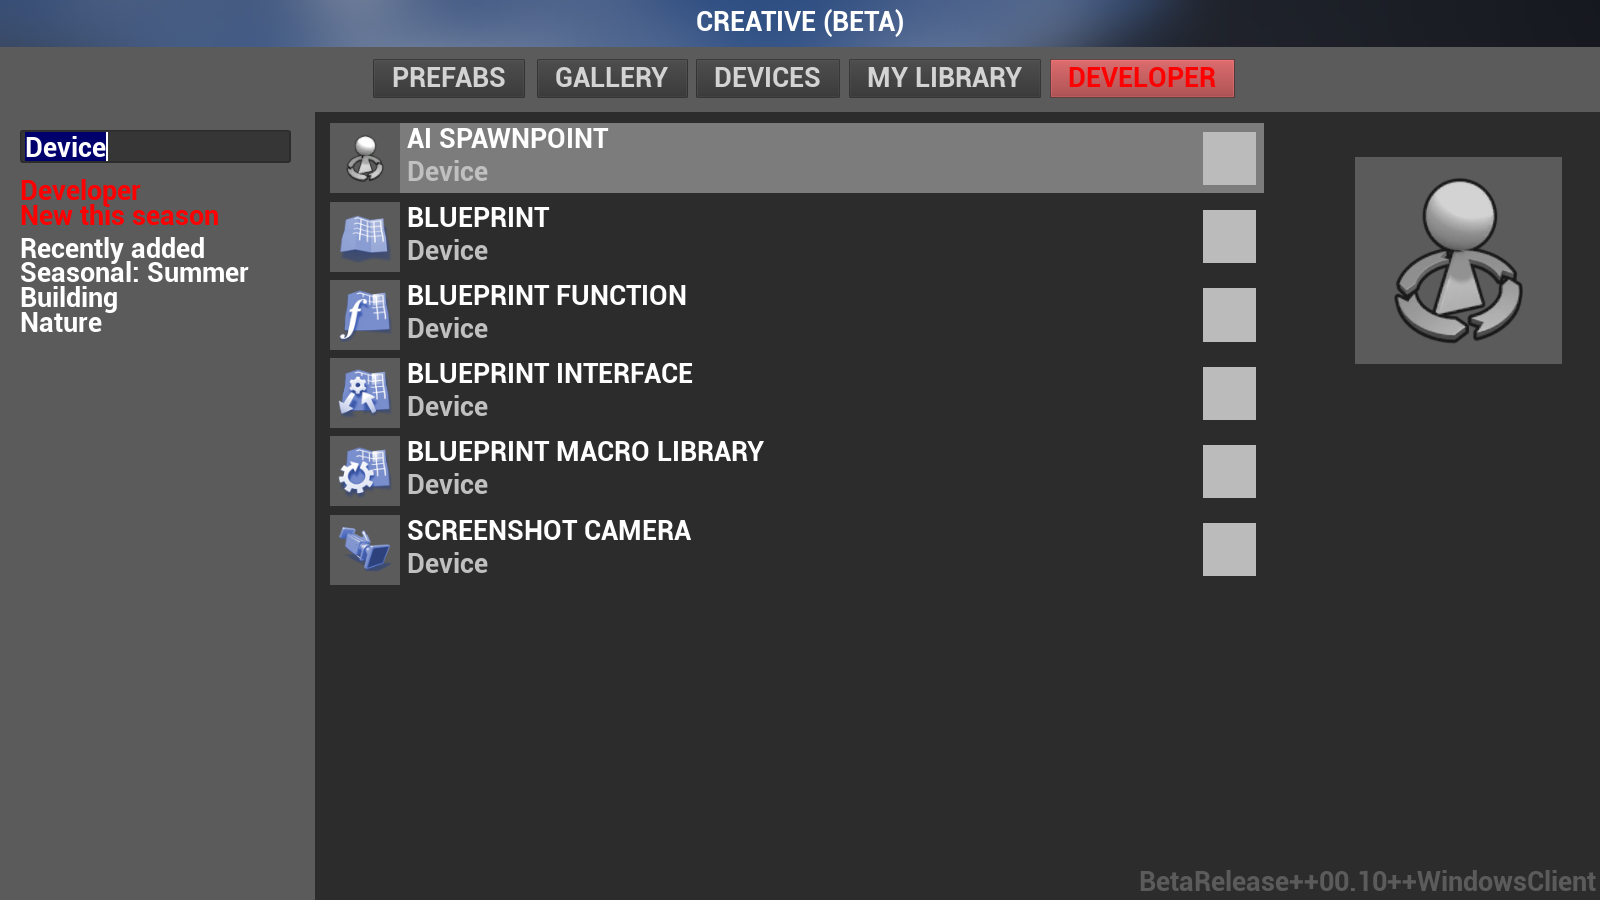 CREATIVE (BETA)
PREFABS
GALLERY
DEVICES
MY LIBRARY
DEVELOPER
Device
Developer
New this season
Recently added
Seasonal: Summer
Building
Nature
AI SPAWNPOINT
Device
BLUEPRINT
Device
BLUEPRINT FUNCTION
Device
BLUEPRINT INTERFACE
Device
BLUEPRINT MACRO LIBRARY
Device
SCREENSHOT CAMERA
Device
BetaRelease++00.10++WindowsClient